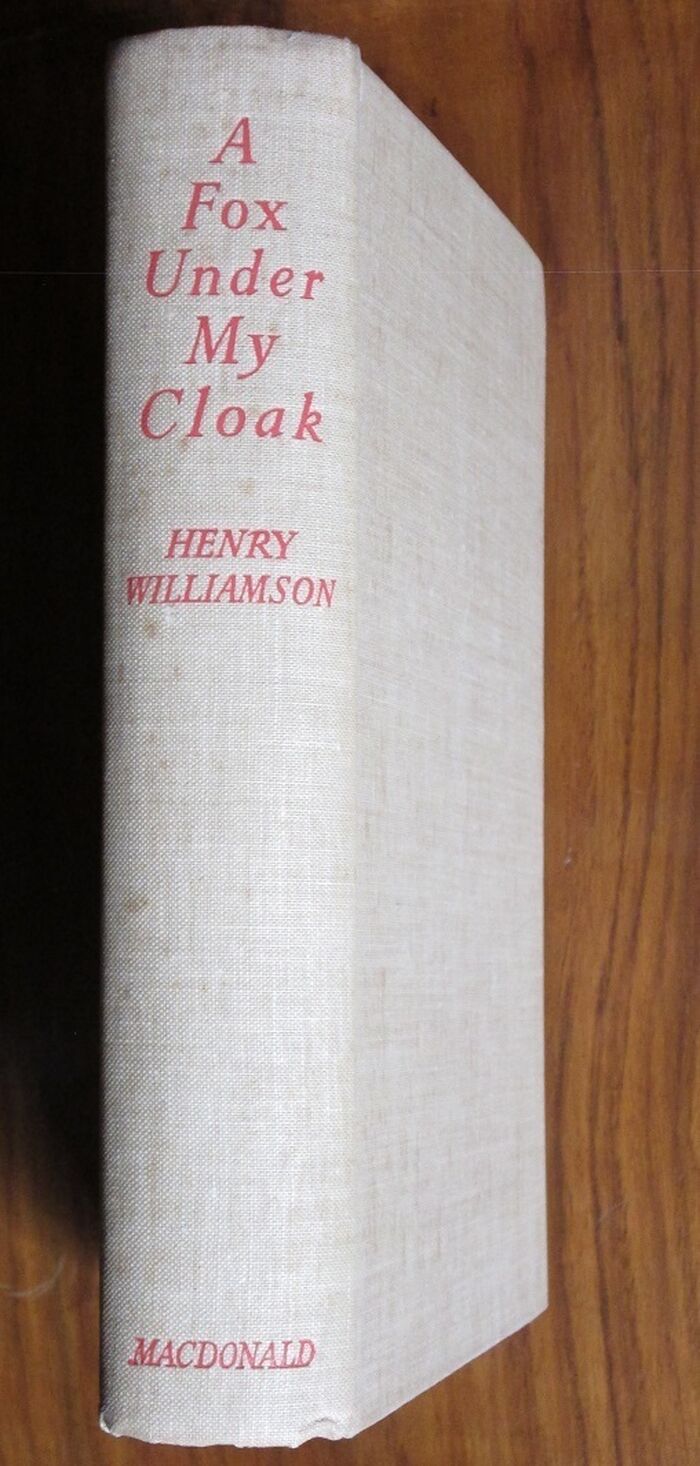 A
Fox
Under
My
Cloak
HENRY
WILLIAMSON
MACDONALD